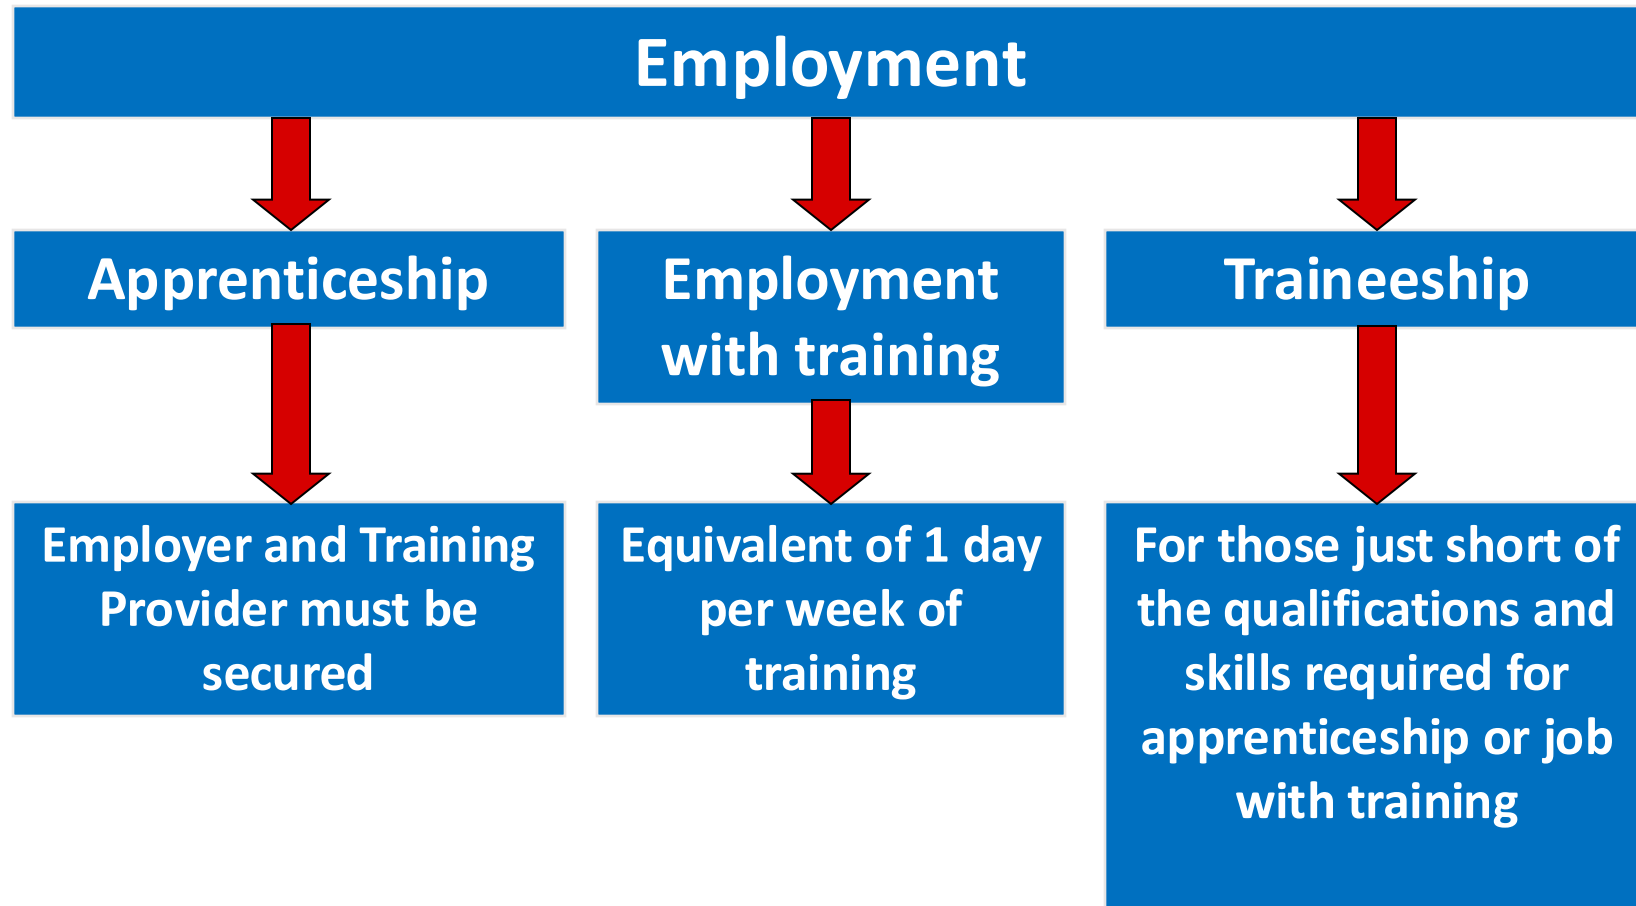 Employment
Apprenticeship
Employment
with training
Traineeship
Employer and Training
Provider must be
secured
Equivalent of 1 day
per week of
training
For those just short of
the qualifications and
skills required for
apprenticeship or job
with training